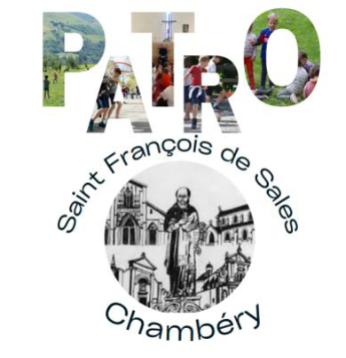 PATRO
Saint François de Sales
Chambéry